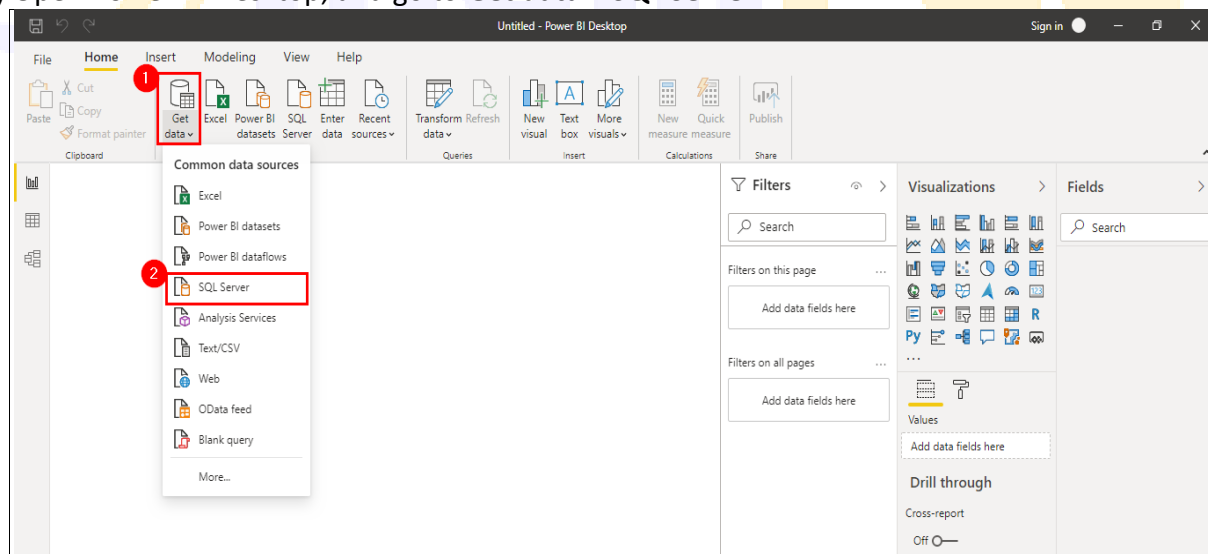 Untitled - Power BI Desktop
Sign in
File Home Insert Modeling View Help
1
Paste
Cut
Copy
Format painter
Clipboard
Get data
Excel
Power BI datasets
SQL Server
Enter data
Recent sources
Transform data
Refresh
Queries
New visual
Text box
More visuals
Insert
New measure
Quick measure
Calculations
Publish
Share
Common data sources
Excel
Power BI datasets
Power BI dataflows
2
SQL Server
Analysis Services
Text/CSV
Web
OData feed
Blank query
More...
Filters
Search
Filters on this page ...
Add data fields here
Filters on all pages ...
Add data fields here
Visualizations
R
Py
...
Values
Add data fields here
Drill through
Cross-report
Off
Fields
Search